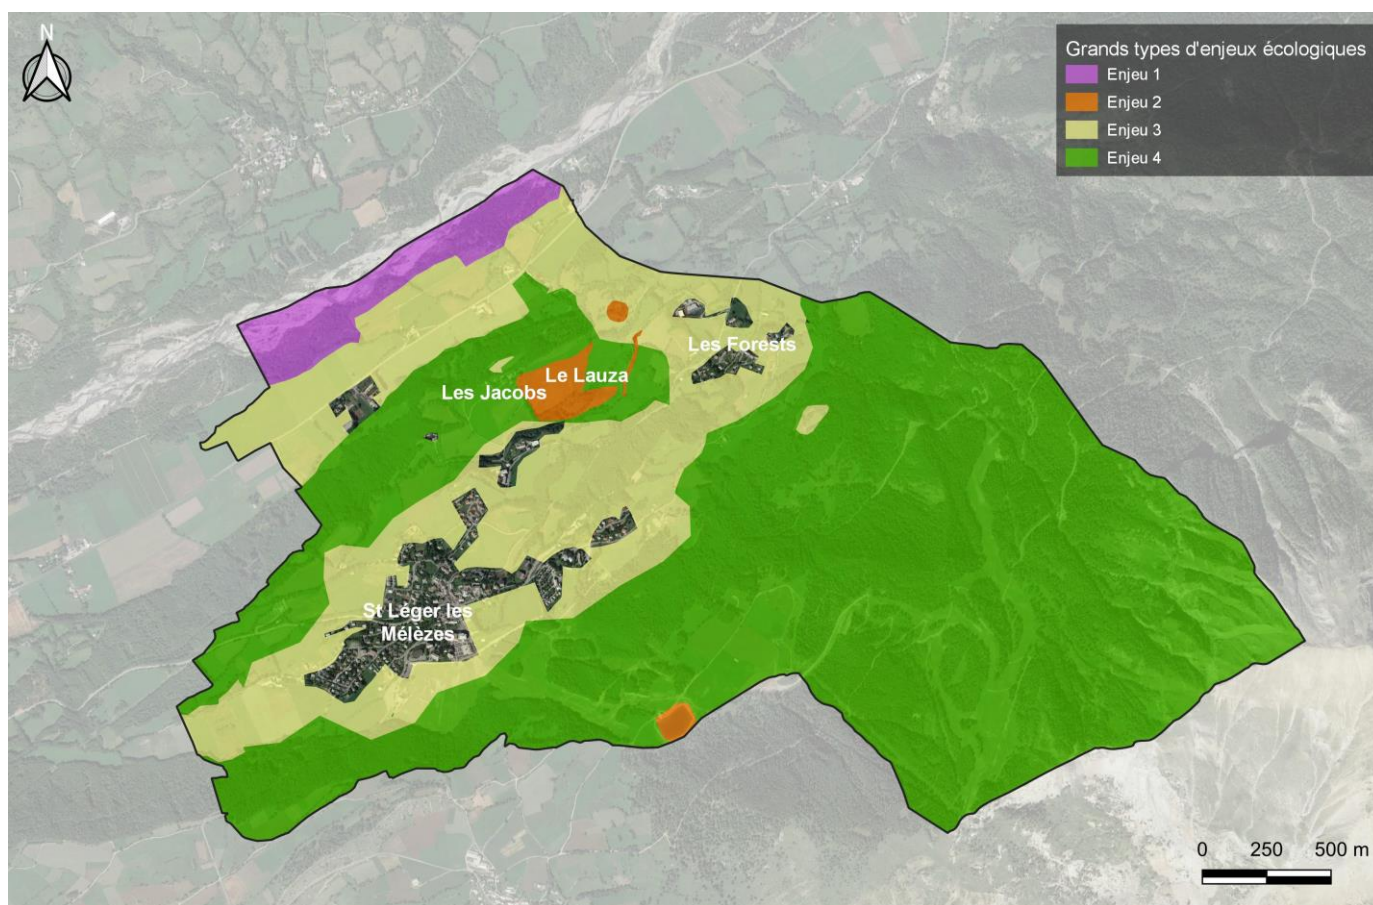 N
Grands types d'enjeux écologiques
Enjeu 1
Enjeu 2
Enjeu 3
Enjeu 4
Les Forests
Le Lauza
Les Jacobs
St Léger les
Mélèzes
0 250 500 m